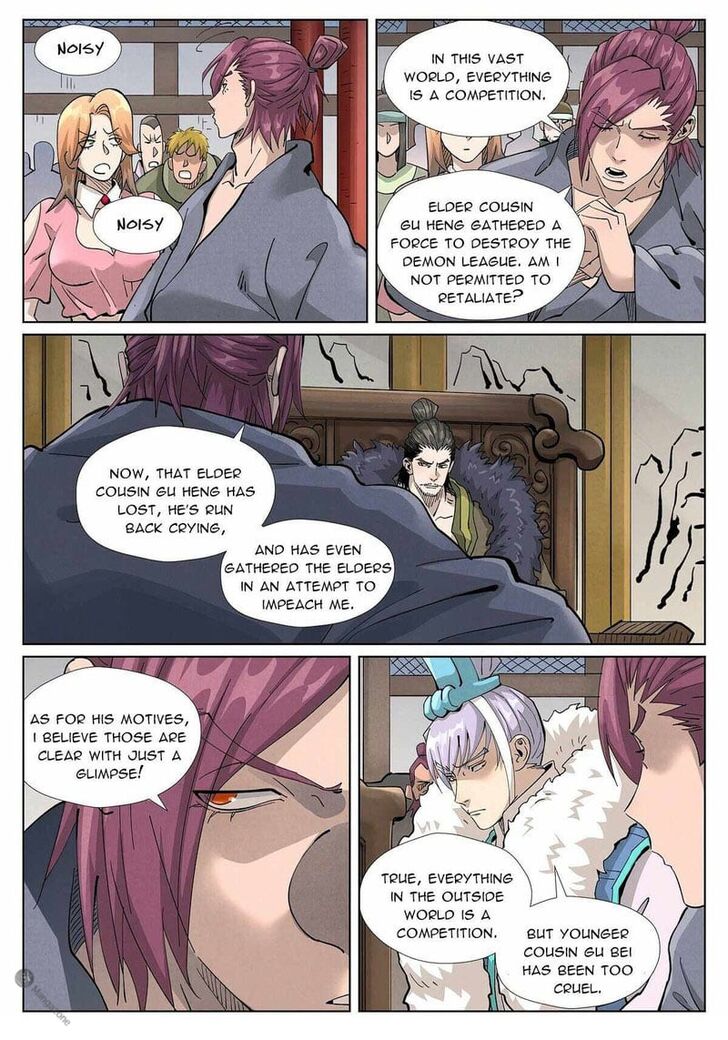 NOISY
NOISY
IN THIS VAST
WORLD, EVERYTHING
IS A COMPETITION.
ELDER COUSIN
GU HENG GATHERED A
FORCE TO DESTROY THE
DEMON LEAGUE. AM I
NOT PERMITTED TO
RETALIATE?
NOW, THAT ELDER
COUSIN GU HENG HAS
LOST, HE'S RUN
BACK CRYING,
AND HAS EVEN
GATHERED THE ELDERS
IN AN ATTEMPT TO
IMPEACH ME.
AS FOR HIS MOTIVES,
I BELIEVE THOSE ARE
CLEAR WITH JUST A
GLIMPSE!
TRUE, EVERYTHING
IN THE OUTSIDE
WORLD IS A
COMPETITION.
BUT YOUNGER
COUSIN GU BEI
HAS BEEN TOO
CRUEL.